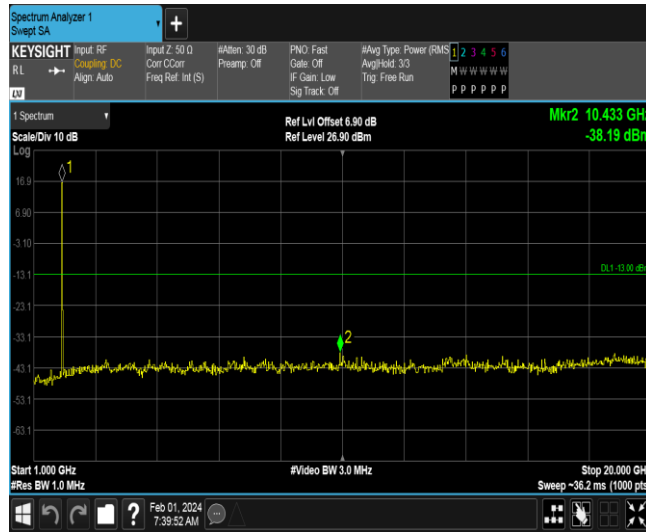 Spectrum Analyzer 1
Swept SA
KEYSIGHT Input: RF Input Z: 50 Ω #Atten: 30 dB PNO: Fast #Avg Type: Power (RMS 1 2 3 4 5 6
RL Coupling: DC Corr CCorr Preamp: Off Gate: Off Avg|Hold: 3/3 M W W W W W
Align: Auto Freq Ref: Int (S) IF Gain: Low Trig: Free Run
LXI Sig Track: Off P P P P P P
1 Spectrum Ref Lvl Offset 6.90 dB Mkr2 10.433 GHz
Scale/Div 10 dB Ref Level 26.90 dBm -38.19 dBm
Log
1
16.9
6.90
-3.10
-13.1 DL1 -13.00 dBm
-23.1
-33.1
2
-43.1
-53.1
-63.1
Start 1.000 GHz #Video BW 3.0 MHz Stop 20.000 GHz
#Res BW 1.0 MHz Sweep ~36.2 ms (1000 pts)
? Feb 01, 2024
7:39:52 AM